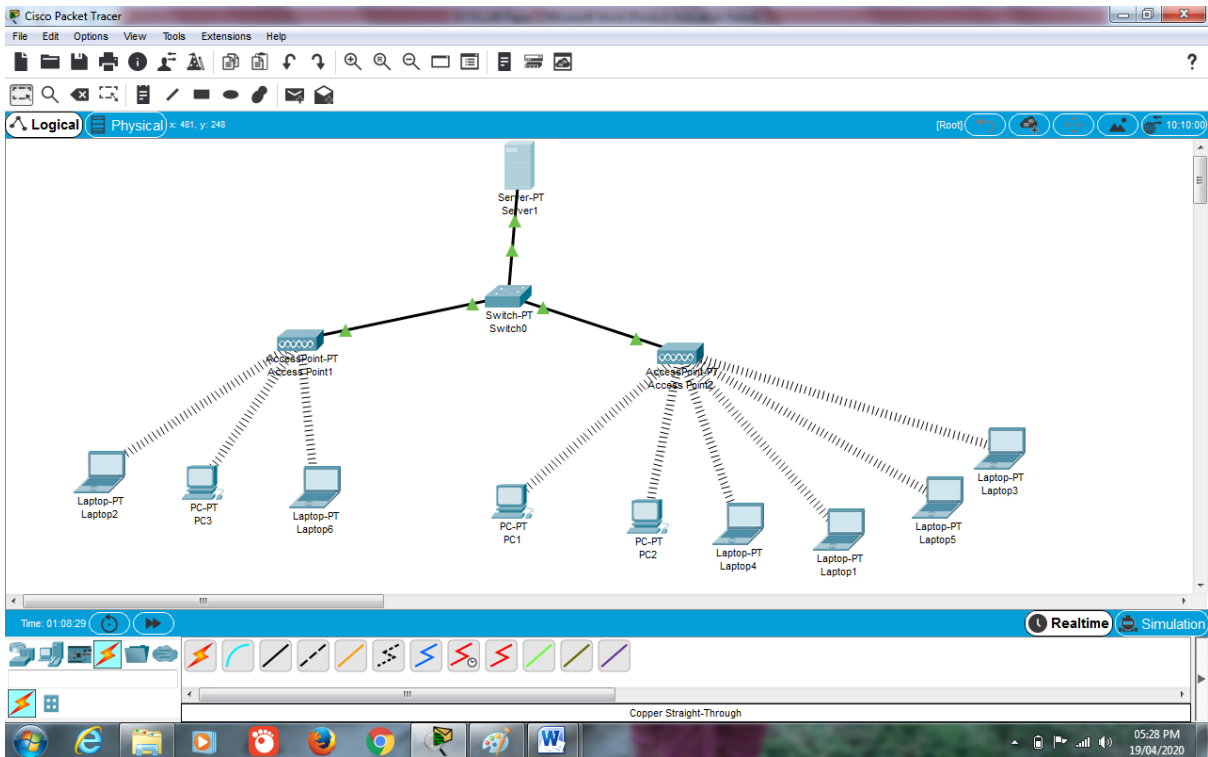 Cisco Packet Tracer
File Edit Options View Tools Extensions Help
?
Logical Physical x: 481, y: 248 [Root] 10:10:00
Server-PT
Server1
Switch-PT
Switch0
AccessPoint-PT
Access Point1
AccessPoint-PT
Access Point2
Laptop-PT
Laptop2
PC-PT
PC3
Laptop-PT
Laptop6
PC-PT
PC1
PC-PT
PC2
Laptop-PT
Laptop4
Laptop-PT
Laptop1
Laptop-PT
Laptop5
Laptop-PT
Laptop3
Time: 01:08:29 Realtime Simulation
Copper Straight-Through
05:28 PM
19/04/2020